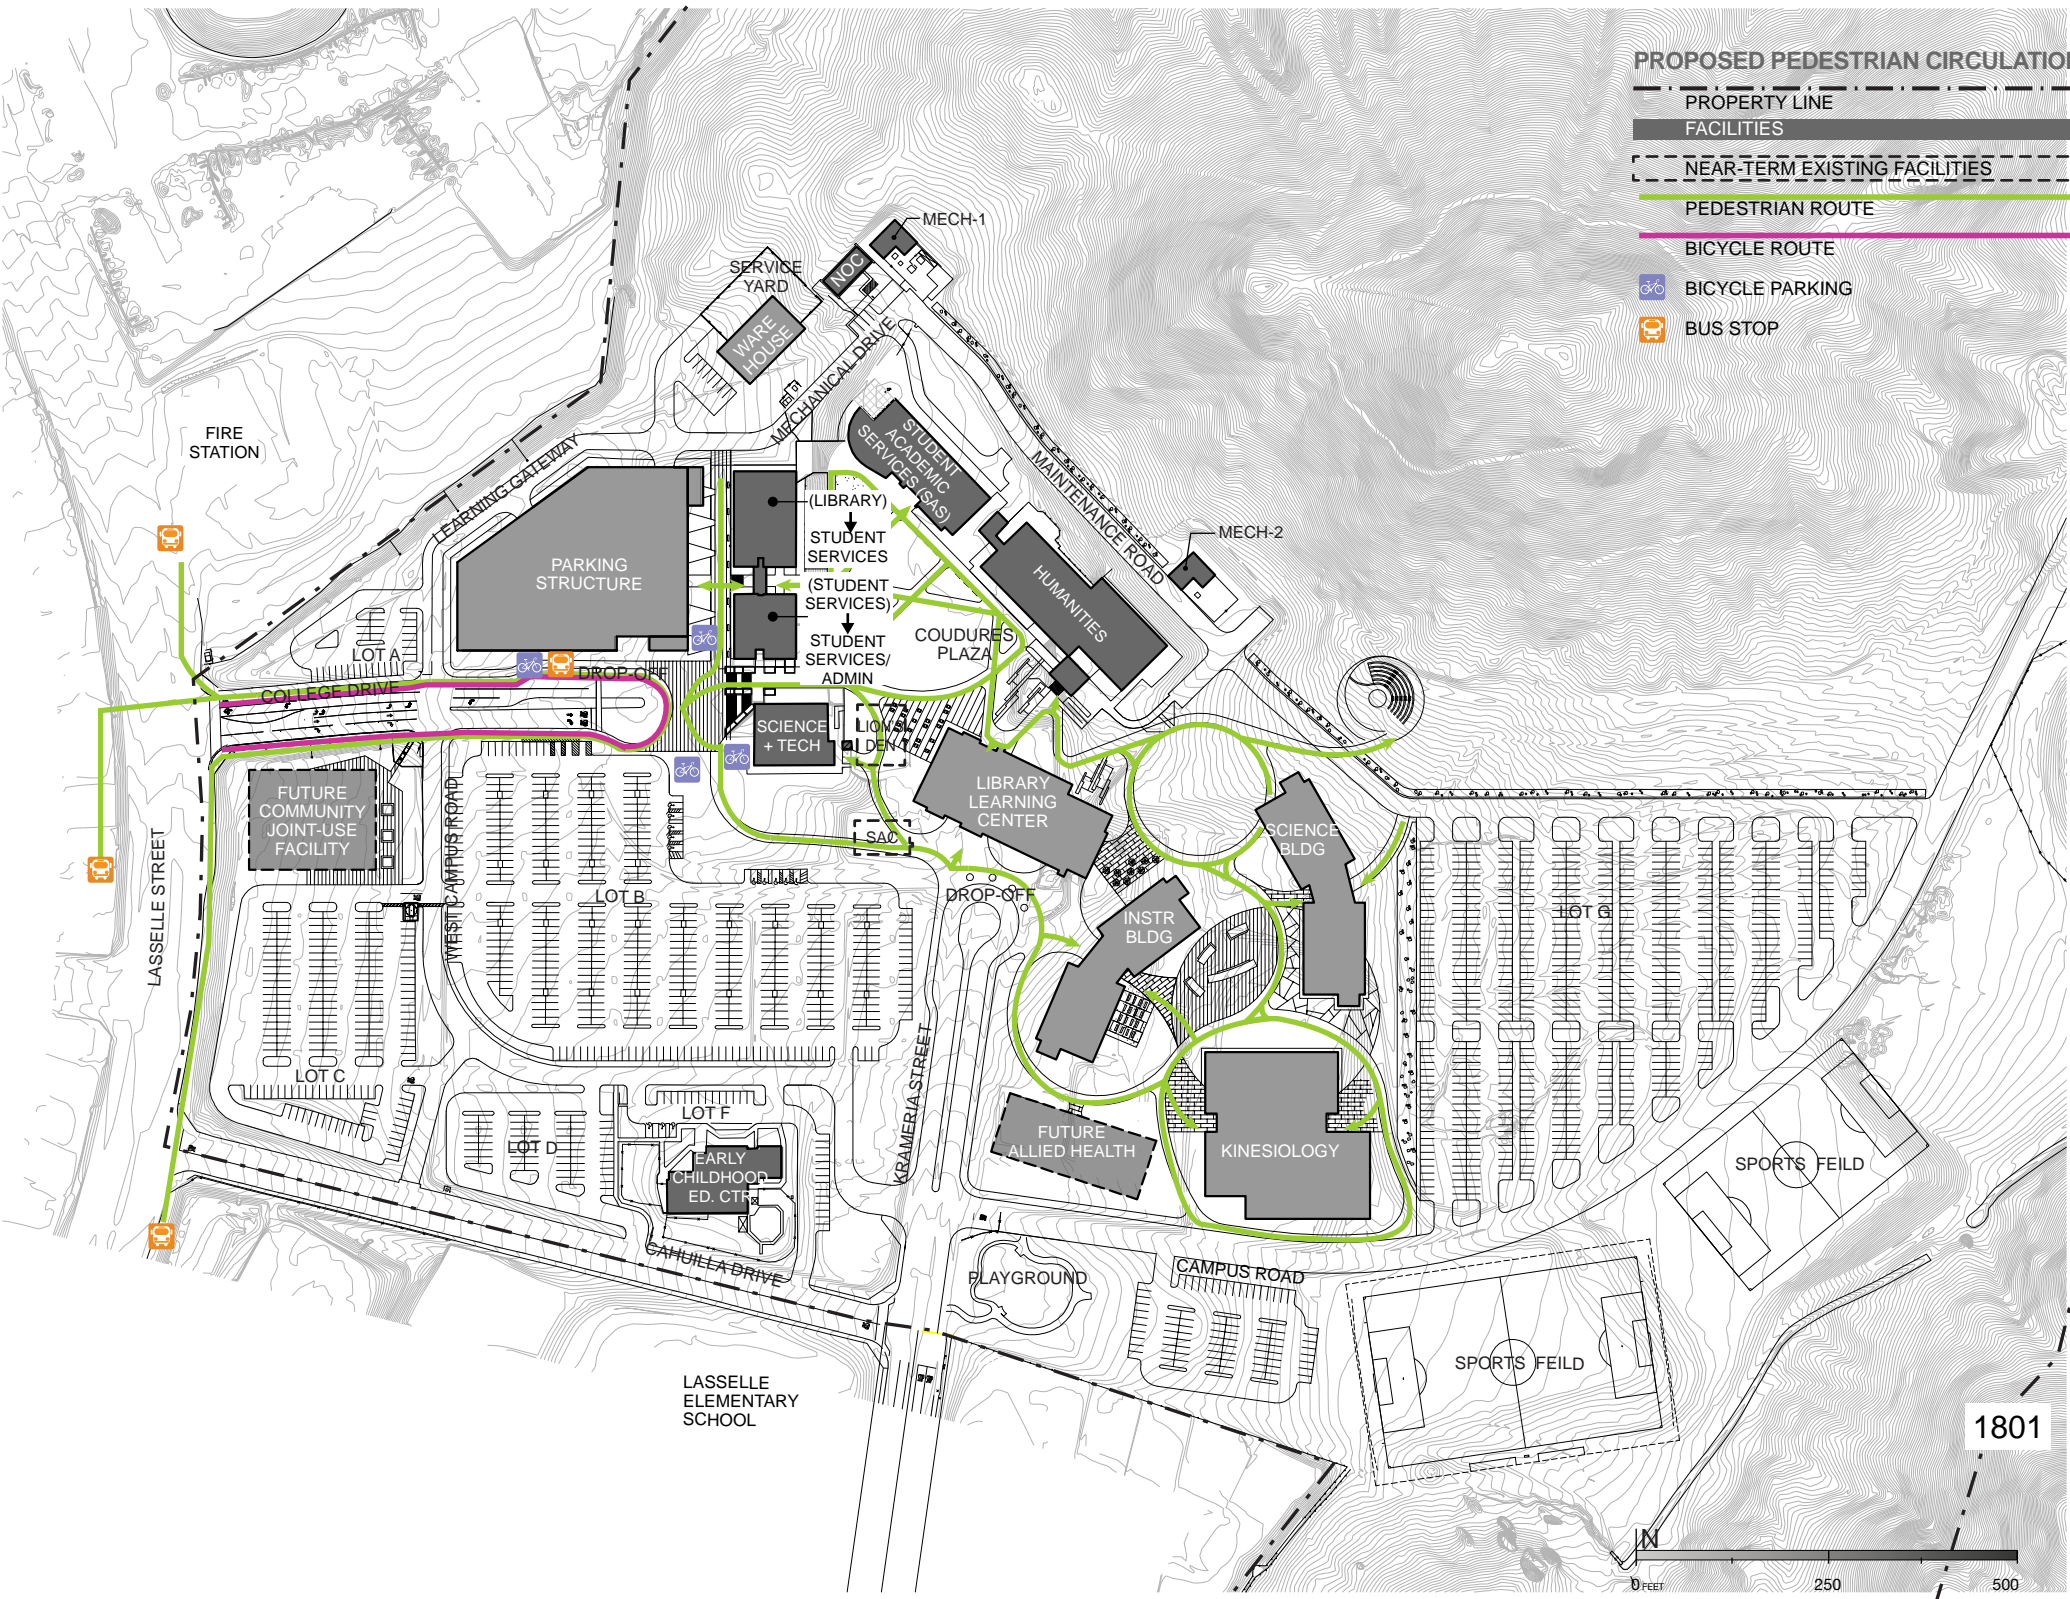 PROPOSED PEDESTRIAN CIRCULATION
PROPERTY LINE
FACILITIES
NEAR-TERM EXISTING FACILITIES
PEDESTRIAN ROUTE
BICYCLE ROUTE
BICYCLE PARKING
BUS STOP
MECH-1
NOC
SERVICE
YARD
WARE
HOUSE
MECHANICAL DRIVE
FIRE
STATION
LEARNING GATEWAY
STUDENT
ACADEMIC
SERVICES (SAS)
MAINTENANCE ROAD
MECH-2
(LIBRARY)
STUDENT
SERVICES
(STUDENT
SERVICES)
STUDENT
SERVICES/
ADMIN
PARKING
STRUCTURE
HUMANITIES
COUDURES
PLAZA
LOT A
COLLEGE DRIVE
DROP-OFF
SCIENCE
+ TECH
LION'S
DEN
LIBRARY
LEARNING
CENTER
FUTURE
COMMUNITY
JOINT-USE
FACILITY
WEST CAMPUS ROAD
LASSELLE STREET
SAC
SCIENCE
BLDG
LOT B
DROP-OFF
INSTR
BLDG
LOT G
KRAMERIA STREET
LOT C
LOT F
LOT D
EARLY
CHILDHOOD
ED. CTR
FUTURE
ALLIED HEALTH
KINESIOLOGY
SPORTS FEILD
CAHUILLA DRIVE
PLAYGROUND
CAMPUS ROAD
SPORTS FEILD
LASSELLE
ELEMENTARY
SCHOOL
1801
N
0 FEET
250
500